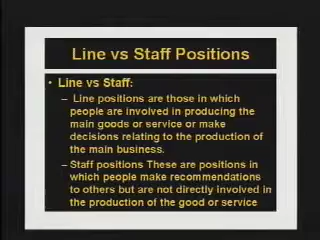 Line vs Staff Positions
• Line vs Staff:
– Line positions are those in which
people are involved in producing the
main goods or service or make
decisions relating to the production of
the main business.
– Staff positions These are positions in
which people make recommendations
to others but are not directly involved in
the production of the good or service